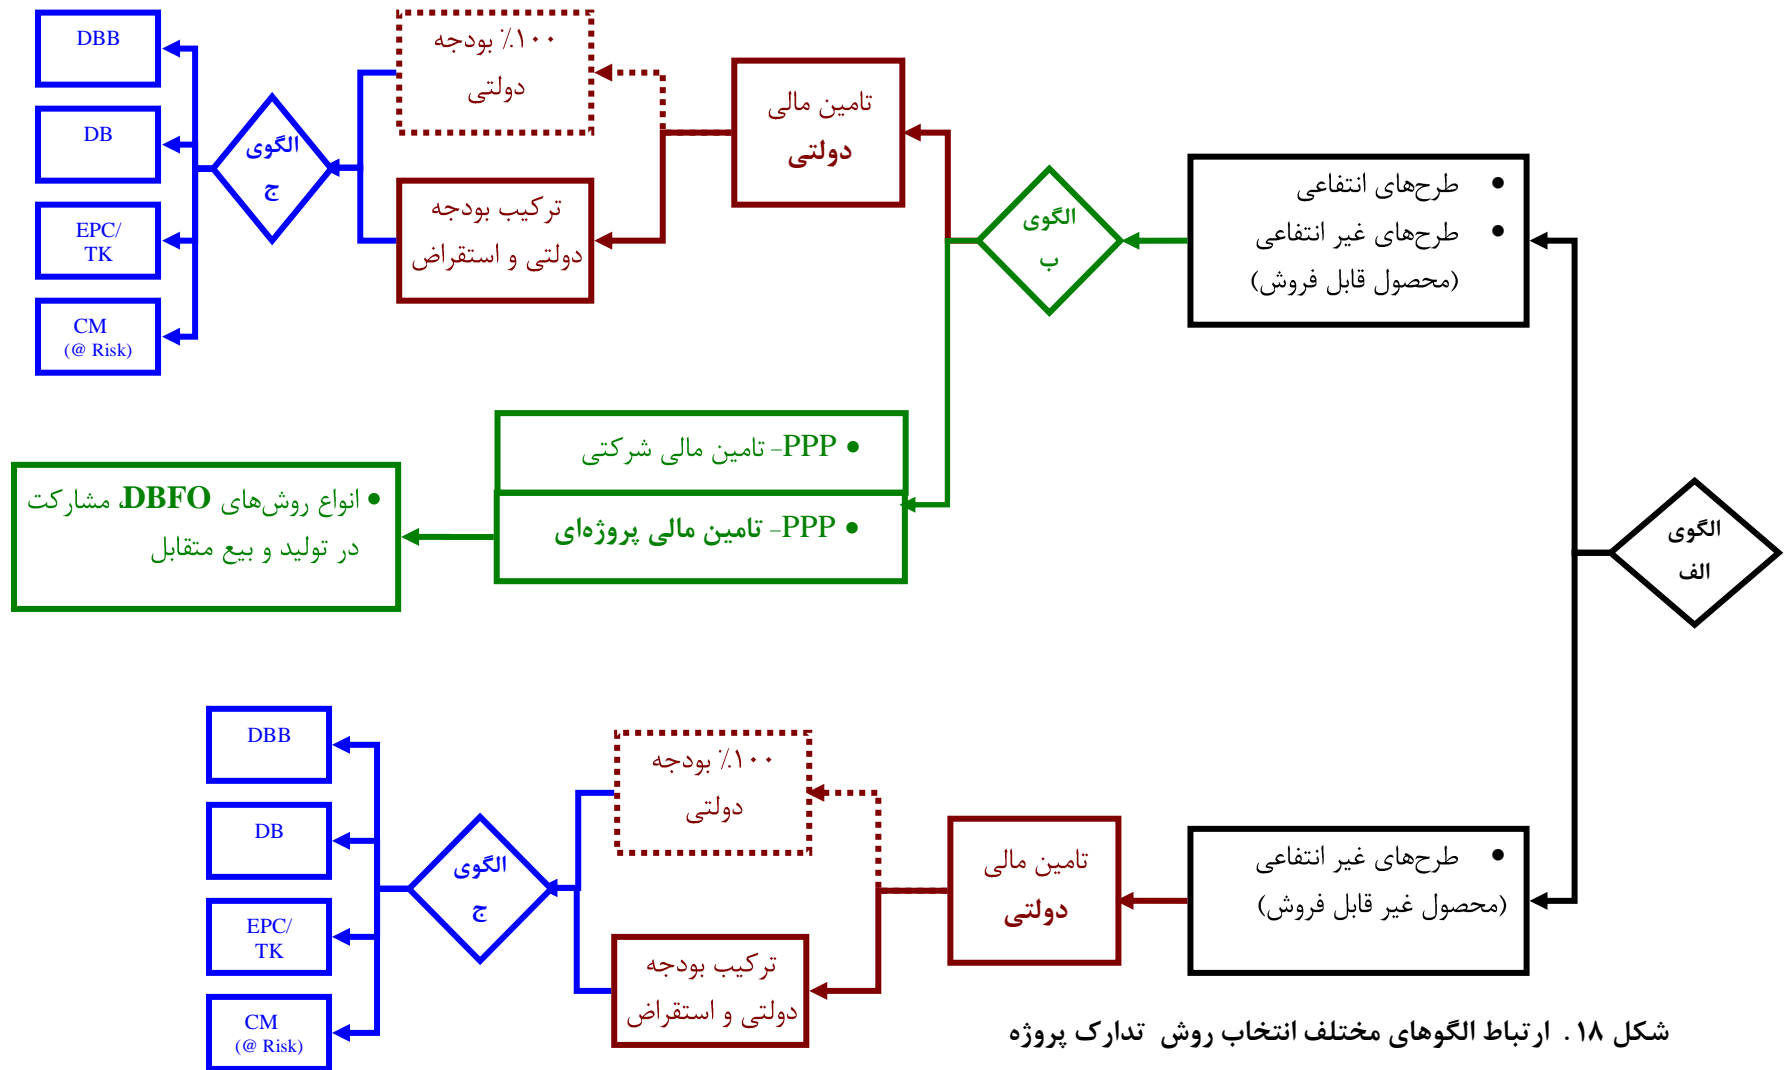 الگوی
الف
● طرح‌های انتفاعی
● طرح‌های غیر انتفاعی
(محصول قابل فروش)
الگوی
ب
تامین مالی
دولتی
۱۰۰٪ بودجه
دولتی
ترکیب بودجه
دولتی و استقراض
الگوی
ج
DBB
DB
EPC/
TK
CM
(@ Risk)
● PPP- تامین مالی شرکتی
● PPP- تامین مالی پروژه‌ای
● انواع روش‌های DBFO، مشارکت
در تولید و بیع متقابل
● طرح‌های غیر انتفاعی
(محصول غیر قابل فروش)
تامین مالی
دولتی
۱۰۰٪ بودجه
دولتی
ترکیب بودجه
دولتی و استقراض
الگوی
ج
DBB
DB
EPC/
TK
CM
(@ Risk)
شکل ۱۸ . ارتباط الگوهای مختلف انتخاب روش تدارک پروژه